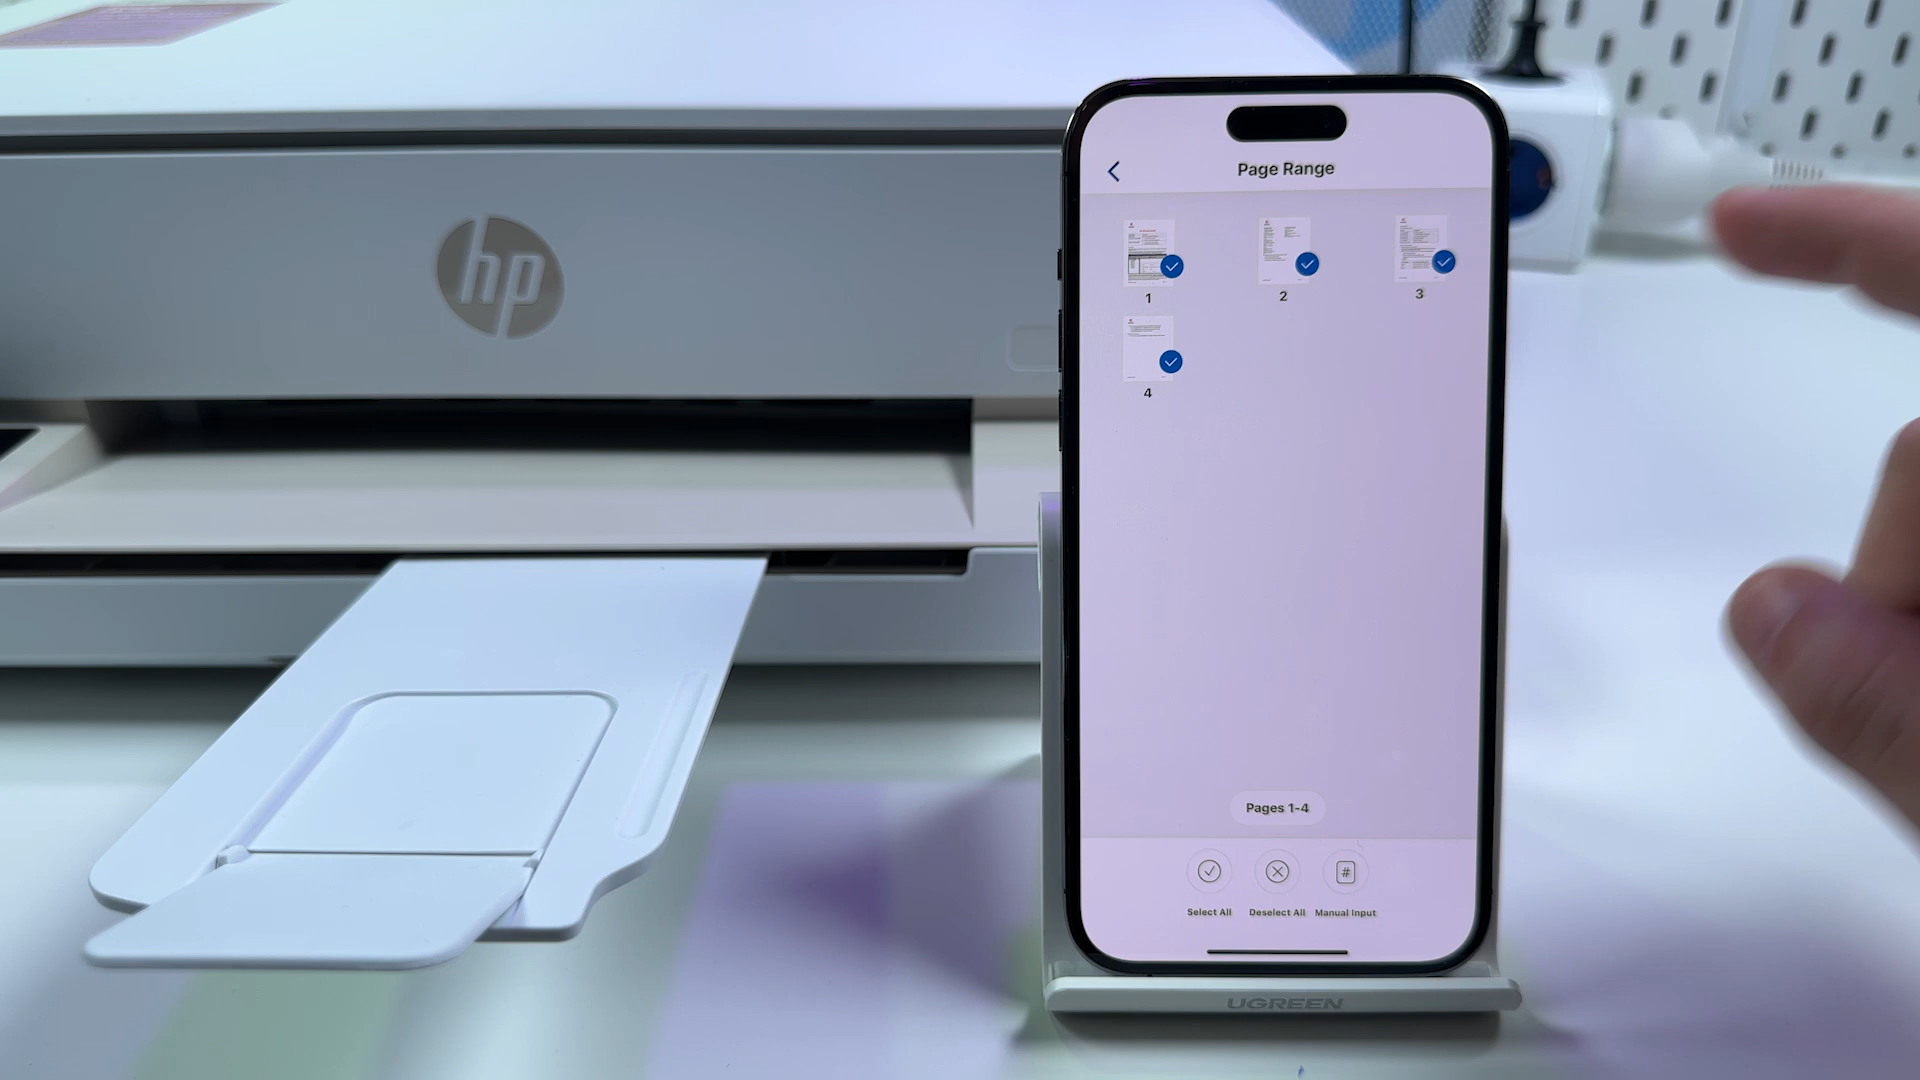 hp
Page Range
1
2
3
4
Pages 1-4
Select All
Deselect All
Manual Input
#
UGREEN